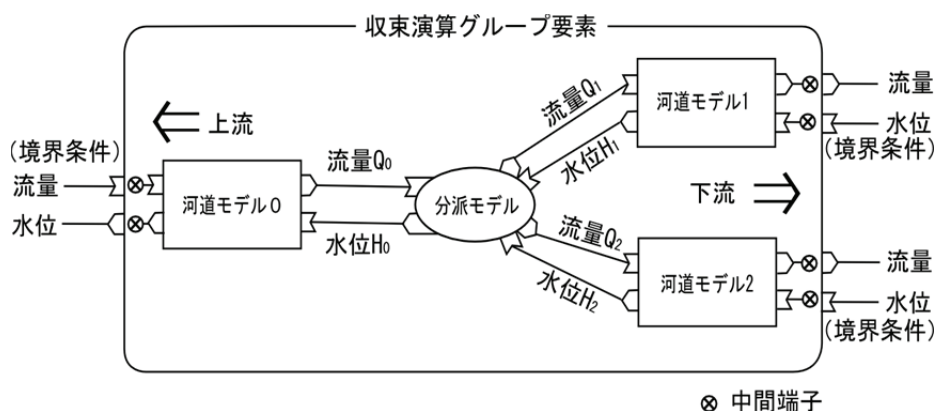 収束演算グループ要素
上流
(境界条件)
流量
水位
河道モデル0
流量Q₀
水位H₀
分派モデル
流量Q₁
水位H₁
流量Q₂
水位H₂
河道モデル1
流量
水位
(境界条件)
下流
河道モデル2
流量
水位
(境界条件)
中間端子